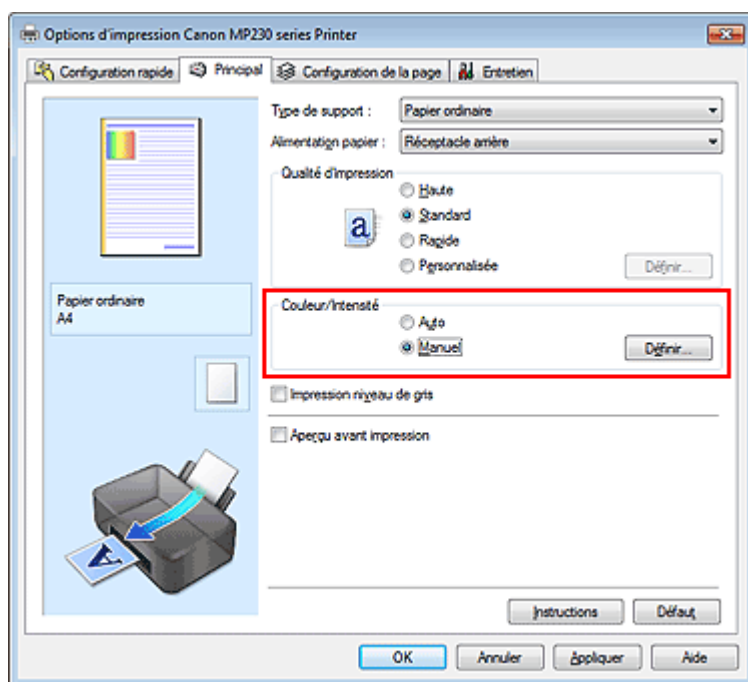 Options d'impression Canon MP230 series Printer
Configuration rapide Principal Configuration de la page Entretien
Type de support : Papier ordinaire
Alimentation papier : Réceptacle arrière
Qualité d'impression
Haute
a Standard
Rapide
Personnalisée Définir...
Papier ordinaire
A4
Couleur/Intensité
Auto
Manuel Définir...
Impression niveau de gris
Aperçu avant impression
A
Instructions Défaut
OK Annuler Appliquer Aide